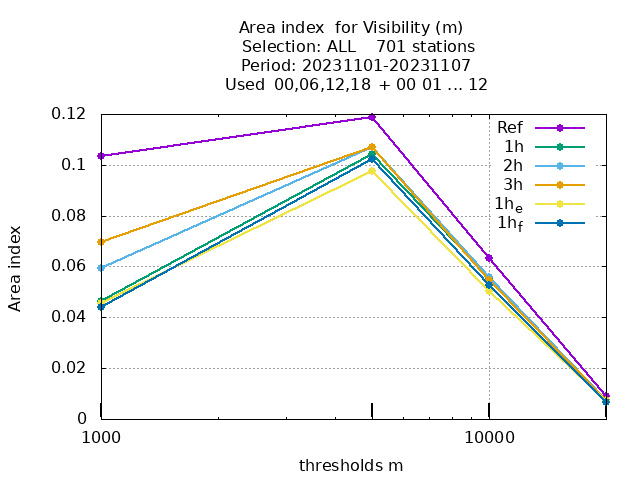 Area index  for Visibility (m)
Selection: ALL    701 stations
Period: 20231101-20231107
Used  00,06,12,18  + 00 01 ... 12
0.12
0.1
0.08
0.06
0.04
0.02
0
Area index
Ref
1h
2h
3h
1h_e
1h_f
1000
10000
thresholds m